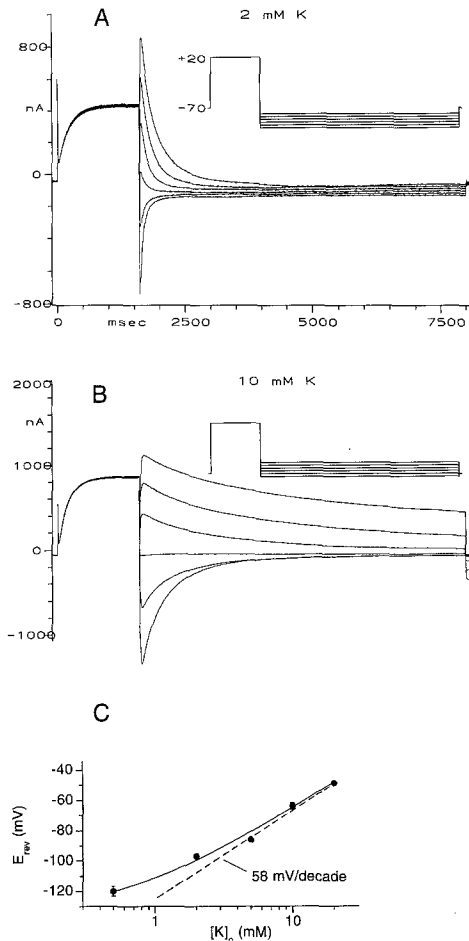 A
2 mM K
800
nA
400
0
-800
+20
-70
0
msec
2500
5000
7500
B
10 mM K
2000
nA
1000
0
-1000
C
-40
-60
-80
-100
-120
E_rev (mV)
58 mV/decade
1
10
[K]_o (mM)